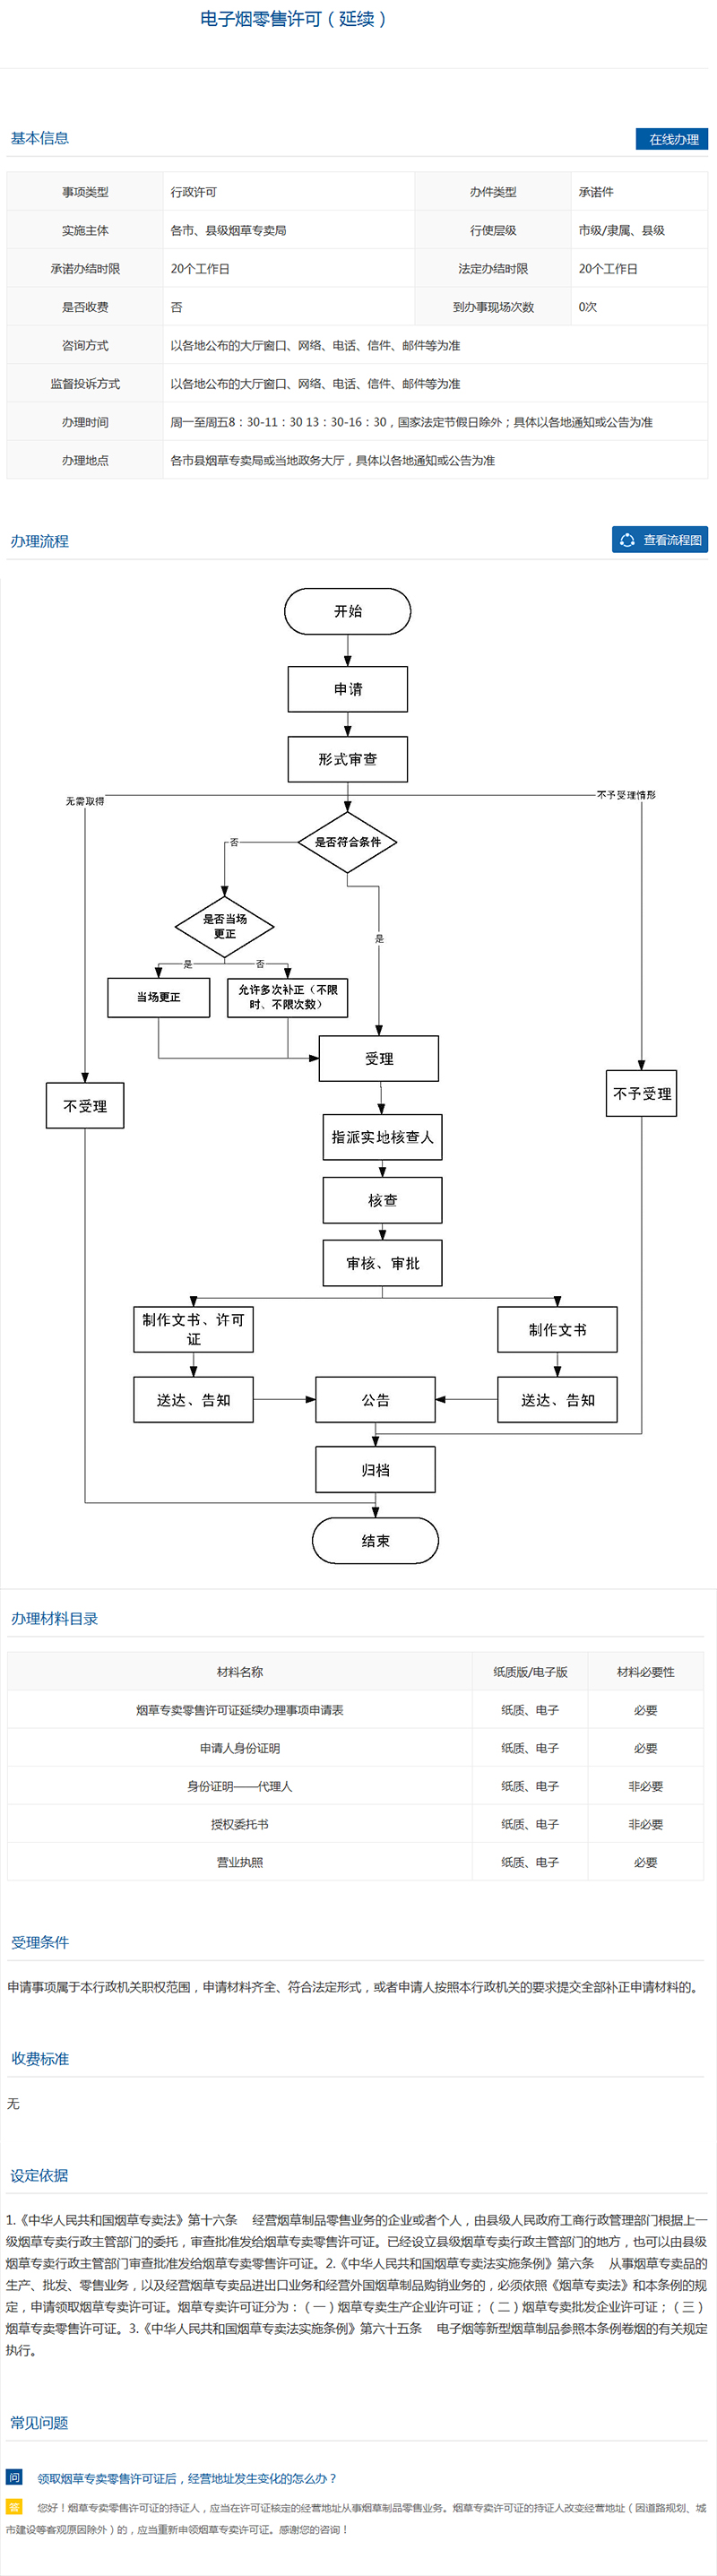 电子烟零售许可（延续）
基本信息
在线办理
事项类型 行政许可 办件类型 承诺件
实施主体 各市、县级烟草专卖局 行使层级 市级/隶属、县级
承诺办结时限 20个工作日 法定办结时限 20个工作日
是否收费 否 到办事现场次数 0次
咨询方式 以各地公布的大厅窗口、网络、电话、信件、邮件等为准
监督投诉方式 以各地公布的大厅窗口、网络、电话、信件、邮件等为准
办理时间 周一至周五8：30-11：30 13：30-16：30，国家法定节假日除外；具体以各地通知或公告为准
办理地点 各市县烟草专卖局或当地政务大厅，具体以各地通知或公告为准
办理流程
查看流程图
开始
申请
形式审查
无需取得
不予受理情形
是否符合条件
否
是否当场
更正
是
是
否
当场更正
允许多次补正（不限
时、不限次数）
受理
不受理
不予受理
指派实地核查人
核查
审核、审批
制作文书、许可
证
制作文书
送达、告知
公告
送达、告知
归档
结束
办理材料目录
材料名称 纸质版/电子版 材料必要性
烟草专卖零售许可证延续办理事项申请表 纸质、电子 必要
申请人身份证明 纸质、电子 必要
身份证明——代理人 纸质、电子 非必要
授权委托书 纸质、电子 非必要
营业执照 纸质、电子 必要
受理条件
申请事项属于本行政机关职权范围，申请材料齐全、符合法定形式，或者申请人按照本行政机关的要求提交全部补正申请材料的。
收费标准
无
设定依据
1.《中华人民共和国烟草专卖法》第十六条　经营烟草制品零售业务的企业或者个人，由县级人民政府工商行政管理部门根据上一
级烟草专卖行政主管部门的委托，审查批准发给烟草专卖零售许可证。已经设立县级烟草专卖行政主管部门的地方，也可以由县级
烟草专卖行政主管部门审查批准发给烟草专卖零售许可证。2.《中华人民共和国烟草专卖法实施条例》第六条　从事烟草专卖品的
生产、批发、零售业务，以及经营烟草专卖品进出口业务和经营外国烟草制品购销业务的，必须依照《烟草专卖法》和本条例的规
定，申请领取烟草专卖许可证。烟草专卖许可证分为：（一）烟草专卖生产企业许可证；（二）烟草专卖批发企业许可证；（三）
烟草专卖零售许可证。3.《中华人民共和国烟草专卖法实施条例》第六十五条　电子烟等新型烟草制品参照本条例卷烟的有关规定
执行。
常见问题
问 领取烟草专卖零售许可证后，经营地址发生变化的怎么办？
答 您好！烟草专卖零售许可证的持证人，应当在许可证核定的经营地址从事烟草制品零售业务。烟草专卖许可证的持证人改变经营地址（因道路规划、城
市建设等客观原因除外）的，应当重新申领烟草专卖许可证。感谢您的咨询！